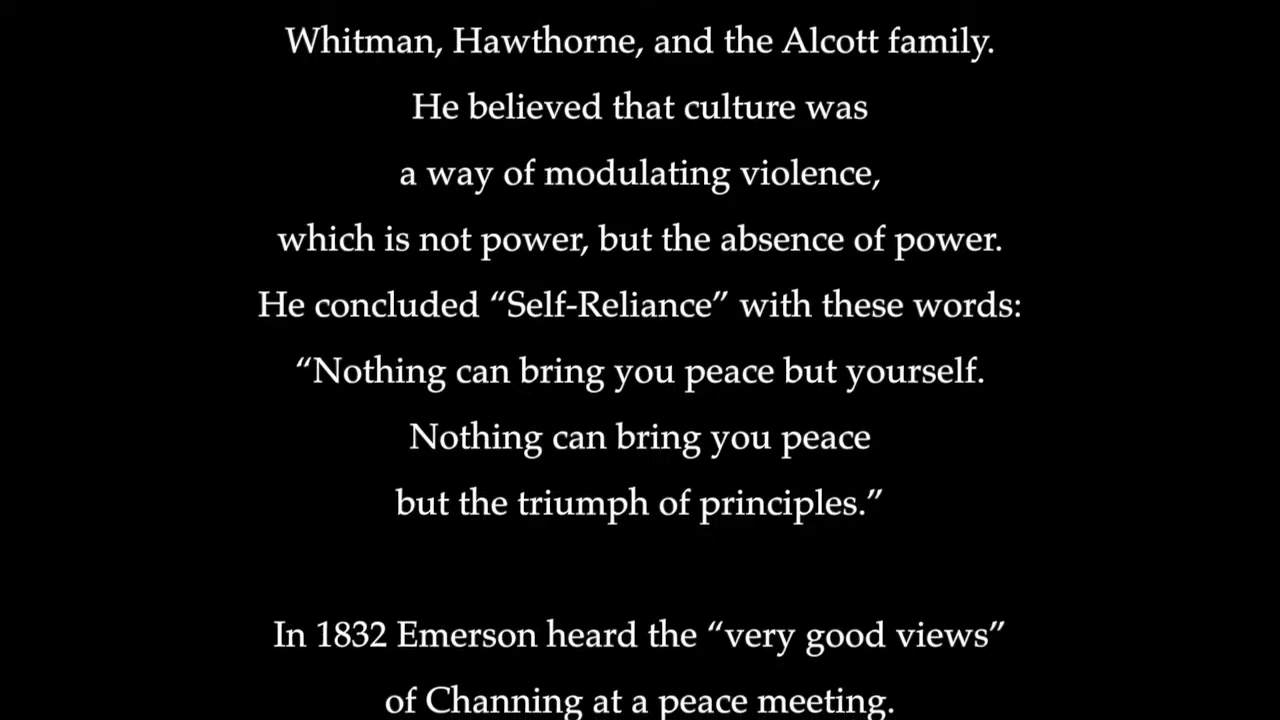 Whitman, Hawthorne, and the Alcott family.
He believed that culture was
a way of modulating violence,
which is not power, but the absence of power.
He concluded “Self-Reliance” with these words:
“Nothing can bring you peace but yourself.
Nothing can bring you peace
but the triumph of principles.”
In 1832 Emerson heard the “very good views”
of Channing at a peace meeting.